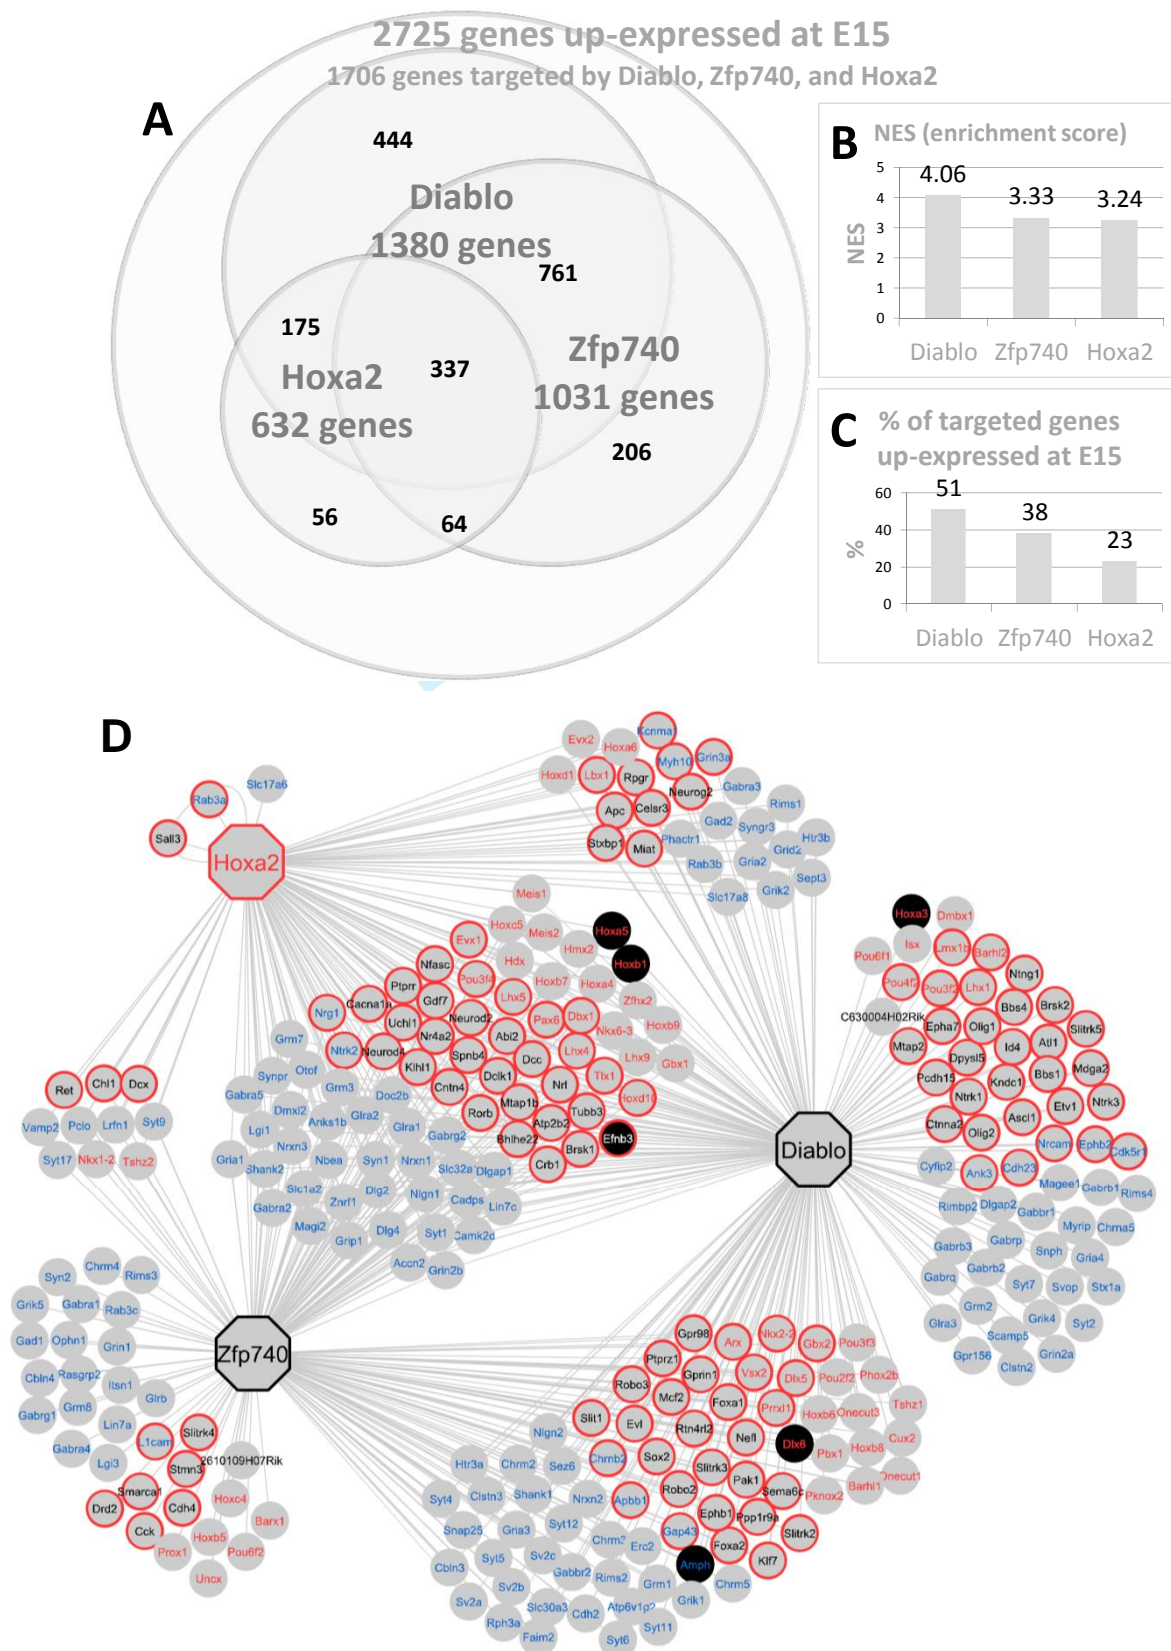 2725 genes up-expressed at E15
1706 genes targeted by Diablo, Zfp740, and Hoxa2
A
444
Diablo
1380 genes
761
175
Hoxa2
632 genes
337
Zfp740
1031 genes
206
56
64
B
NES (enrichment score)
NES
5
4
3
2
1
0
4.06
3.33
3.24
Diablo Zfp740 Hoxa2
C
% of targeted genes
up-expressed at E15
%
60
40
20
0
51
38
23
Diablo Zfp740 Hoxa2
D
Slc17a6
Rab3a
Sall3
Hoxa2
Evx2
Hoxa6
Kcnma1
Hoxd1
Lbx1
Rpgr
Myh10
Grin3a
Neurog2
Gabra3
Apc
Celsr3
Rims1
Gad2
Syngr3
Stxbp1
Miat
Phactr1
Htr3b
Rab3b
Gria2
Grid2
Slc17a8
Grik2
Sept3
Meis1
Hoxc5
Meis2
Hoxa5
Evx1
Hmx2
Hoxb1
Nfasc
Hdx
Ptprr
Pou3f4
Hoxb7
Hoxa4
Cacna1a
Gdf7
Lhx5
Zfhx2
Nrg1
Uchl1
Neurod2
Pax6
Dbx1
Hoxb9
Nr4a2
Abl2
Nkx6-3
Grm7
Ntrk2
Neurod4
Spnb4
Dcc
Lhx4
Lhx9
Gbx1
Otof
Klhl1
Dclk1
Nrl
Tlx1
Synpr
Grm3
Cntn4
Gabra5
Doc2b
Mtap1b
Hoxd10
Dmxl2
Glra2
Rorb
Tubb3
Anks1b
Glra1
Atp2b2
Lgi1
Gabrg2
Bhlhe22
Efnb3
Nrxn3
Brsk1
Gria1
Nbea
Syn1
Nrxn1
Slc32a
Dlgap1
Crb1
Shank2
Slc1a2
Dlg2
Nlgn1
Cadps
Gabra2
Znrf1
Lin7c
Magi2
Dlg4
Syt1
Camk2d
Grip1
Accn2
Grin2b
Ret
Chl1
Dcx
Vamp2
Pclo
Lrfn1
Syt9
Syt17
Nkx1-2
Tshz2
Hoxa3
Dmbx1
Pou6f1
Isx
Lmx1b
Barhl2
Pou4f2
Pou3f2
Lhx1
Ntng1
C630004H02Rik
Bbs4
Brsk2
Epha7
Olig1
Slitrk5
Mtap2
Id4
Atl1
Dpysl5
Mdga2
Pcdh15
Kndc1
Bbs1
Ntrk1
Etv1
Ntrk3
Ctnna2
Ascl1
Olig2
Nrcam
Ephb2
Cdk5r1
Diablo
Cyfip2
Ank3
Cdh23
Magee1
Gabrb1
Rims4
Rimbp2
Dlgap2
Gabbr1
Myrip
Chrna5
Gabrb3
Gabrp
Snph
Gria4
Gabrq
Gabrb2
Syt7
Svop
Stx1a
Grm2
Glra3
Grik4
Syt2
Scamp5
Gpr156
Grin2a
Clstn2
Syn2
Chrm4
Rims3
Grik5
Gabra1
Rab3c
Gad1
Ophn1
Grin1
Zfp740
Cbln4
Rasgrp2
Itsn1
Gabrg1
Grm8
Glrb
Lin7a
Gabra4
L1cam
Slitrk4
Lgi3
Stmn3
2610109H07Rik
Smarca1
Drd2
Cdh4
Hoxc4
Cck
Barx1
Hoxb5
Prox1
Pou6f2
Uncx
Gpr98
Arx
Nkx2-2
Gbx2
Pou3f3
Ptprz1
Robo3
Gprin1
Vsx2
Dlx5
Pou2f2
Phox2b
Mcf2
Foxa1
Prrxl1
Tshz1
Slit1
Evl
Hoxb6
Onecut3
Rtn4rl2
Nefl
Dlx6
Cux2
Nlgn2
Sox2
Pbx1
Hoxb8
Htr3a
Chrm2
Sez6
Chrnb2
Slitrk3
Pak1
Barhl1
Onecut1
Syt4
Clstn3
Shank1
Nrxn2
Apbb1
Robo2
Sema6c
Pknox2
Snap25
Gria3
Syt12
Gap43
Ephb1
Ppp1r9a
Slitrk2
Erc2
Foxa2
Cbln3
Syt5
Sv2c
Amph
Klf7
Gabbr2
Rims2
Grm1
Chrm5
Sv2a
Sv2b
Grik1
Slc30a3
Cdh2
Atp6v1p2
Rph3a
Syt11
Faim2
Syt6